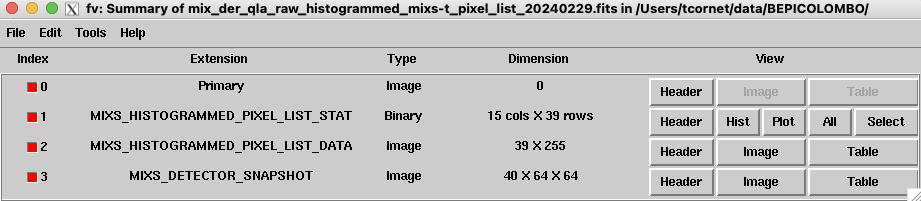 fv: Summary of mix_der_qla_raw_histogrammed_mixs-t_pixel_list_20240229.fits in /Users/tcornet/data/BEPICOLOMBO/
File Edit Tools Help
Index Extension Type Dimension View
0 Primary Image 0 Header Image Table
1 MIXS_HISTOGRAMMED_PIXEL_LIST_STAT Binary 15 cols X 39 rows Header Hist Plot All Select
2 MIXS_HISTOGRAMMED_PIXEL_LIST_DATA Image 39 X 255 Header Image Table
3 MIXS_DETECTOR_SNAPSHOT Image 40 X 64 X 64 Header Image Table